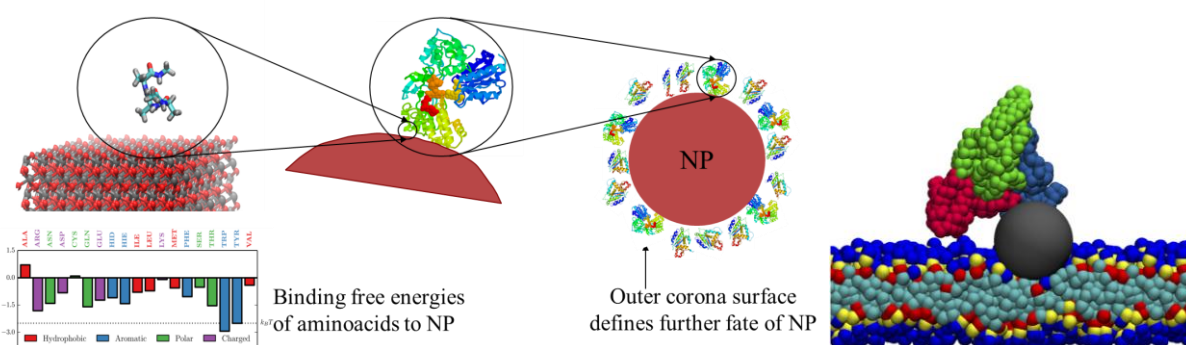 NP
ALA
ARG
ASN
ASP
CYS
GLN
GLU
HID
HIE
ILE
LEU
LYS
MET
PHE
SER
THR
TRP
TYR
VAL
1.5
0.0
−1.5
−3.0
k_BT
Hydrophobic Aromatic Polar Charged
Binding free energies
of aminoacids to NP
Outer corona surface
defines further fate of NP